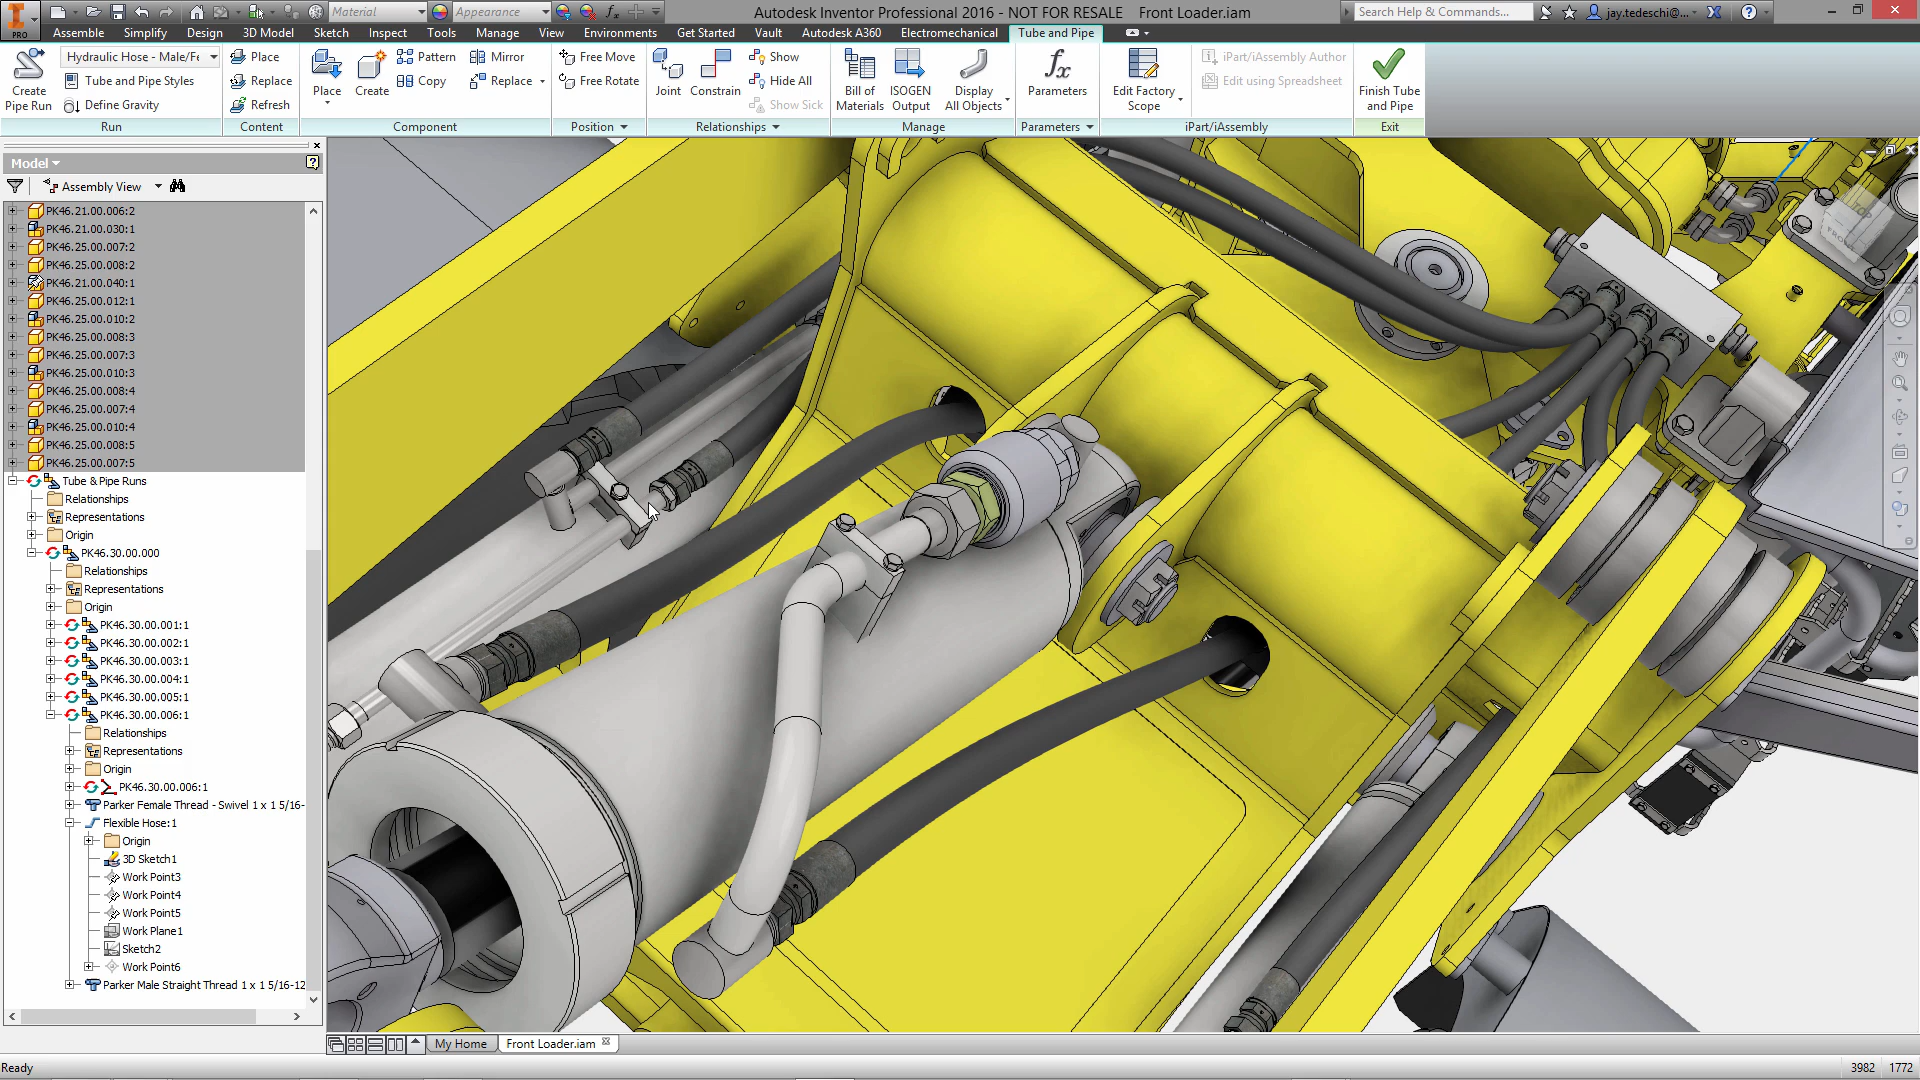 Material
Appearance
Autodesk Inventor Professional 2016 - NOT FOR RESALE Front Loader.iam
Search Help & Commands...
jay.tedeschi@...
PRO
Assemble Simplify Design 3D Model Sketch Inspect Tools Manage View Environments Get Started Vault Autodesk A360 Electromechanical Tube and Pipe
Create Pipe Run
Hydraulic Hose - Male/Fe
Tube and Pipe Styles
Define Gravity
Run
Place
Replace
Refresh
Content
Place
Create
Pattern
Copy
Mirror
Replace
Component
Free Move
Free Rotate
Position
Joint
Constrain
Show
Hide All
Show Sick
Relationships
Bill of Materials
ISOGEN Output
Display All Objects
Manage
fx
Parameters
Parameters
Edit Factory Scope
iPart/iAssembly Author
Edit using Spreadsheet
iPart/iAssembly
Finish Tube and Pipe
Exit
Model
Assembly View
PK46.21.00.006:2
PK46.21.00.030:1
PK46.25.00.007:2
PK46.25.00.008:2
PK46.21.00.040:1
PK46.25.00.012:1
PK46.25.00.010:2
PK46.25.00.008:3
PK46.25.00.007:3
PK46.25.00.010:3
PK46.25.00.008:4
PK46.25.00.007:4
PK46.25.00.010:4
PK46.25.00.008:5
PK46.25.00.007:5
Tube & Pipe Runs
Relationships
Representations
Origin
PK46.30.00.000
Relationships
Representations
Origin
PK46.30.00.001:1
PK46.30.00.002:1
PK46.30.00.003:1
PK46.30.00.004:1
PK46.30.00.005:1
PK46.30.00.006:1
Relationships
Representations
Origin
PK46.30.00.006:1
Parker Female Thread - Swivel 1 x 1 5/16-
Flexible Hose:1
Origin
3D Sketch1
Work Point3
Work Point4
Work Point5
Work Plane1
Sketch2
Work Point6
Parker Male Straight Thread 1 x 1 5/16-12
My Home
Front Loader.iam
Ready
3982 1772